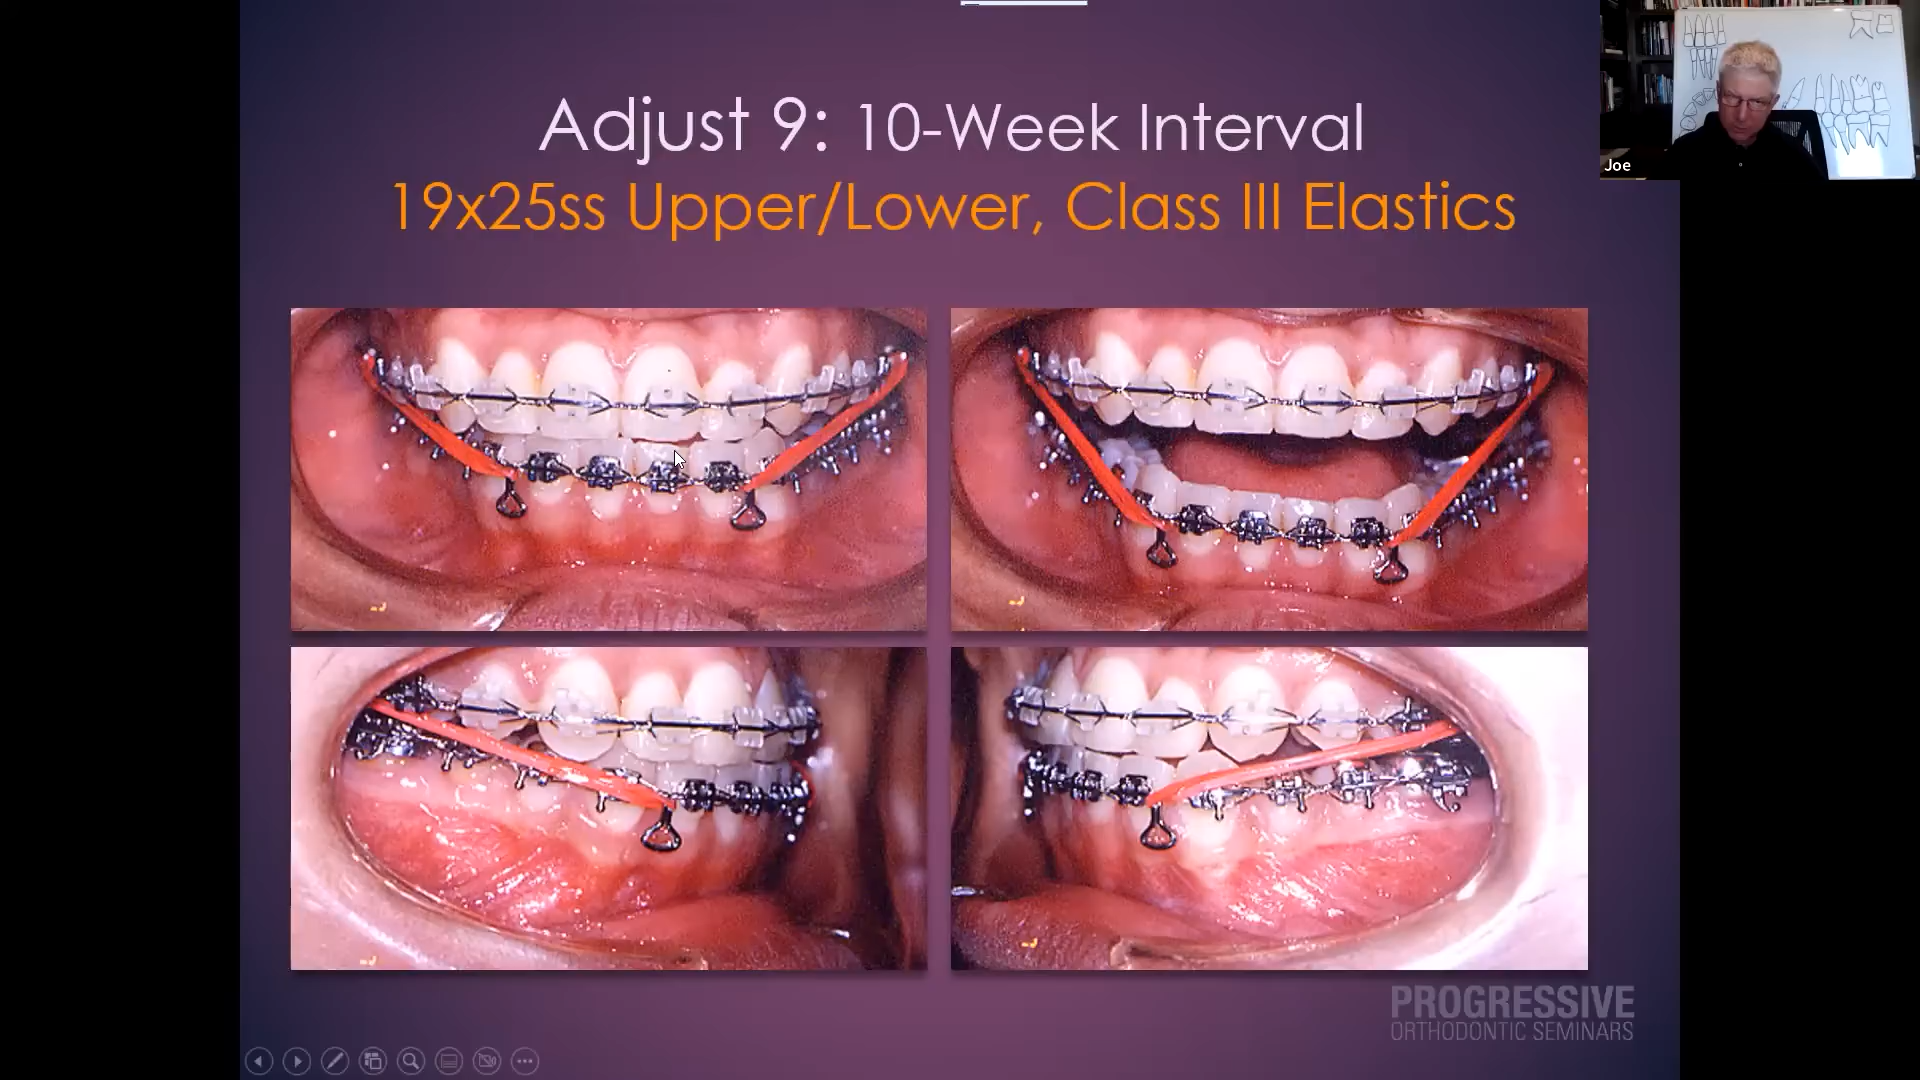 Adjust 9: 10-Week Interval
19x25ss Upper/Lower, Class III Elastics
Joe
PROGRESSIVE
ORTHODONTIC SEMINARS